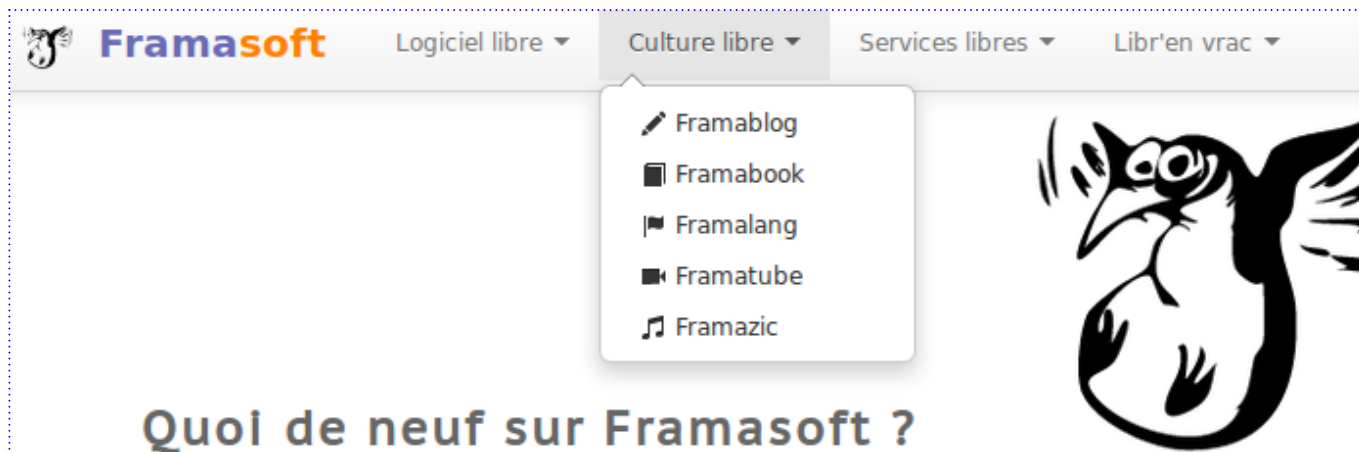 Framasoft Logiciel libre Culture libre Services libres Libr'en vrac
Framablog
Framabook
Framalang
Framatube
Framazic
Quoi de neuf sur Framasoft ?